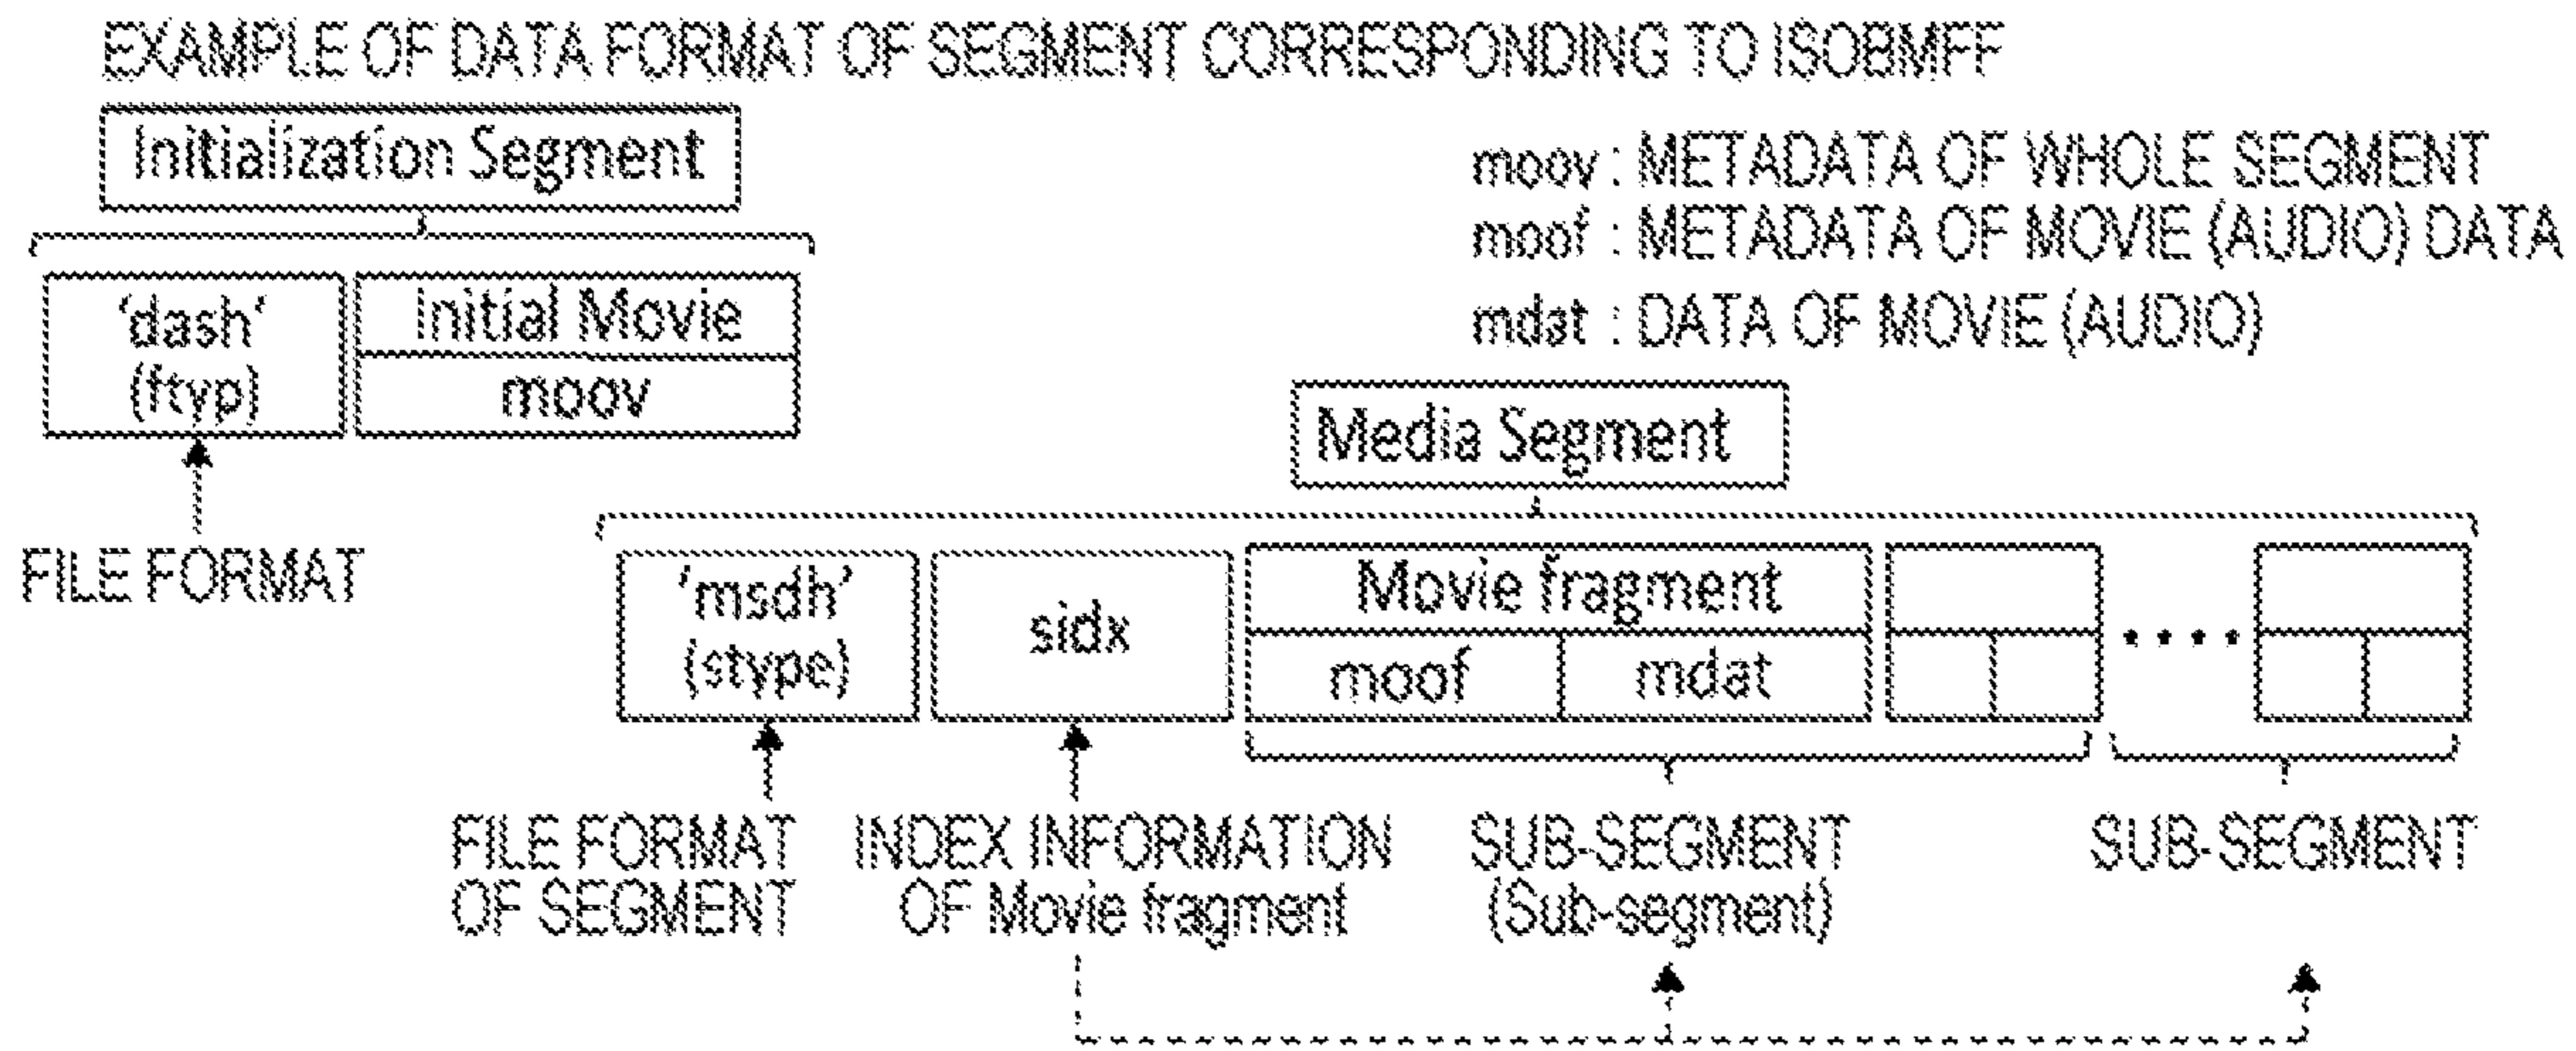 EXAMPLE OF DATA FORMAT OF SEGMENT CORRESPONDING TO ISOBMFF
Initialization Segment
moov : METADATA OF WHOLE SEGMENT
moof : METADATA OF MOVIE (AUDIO) DATA
mdat : DATA OF MOVIE (AUDIO)
‘dash’
(ftyp)
Initial Movie
moov
FILE FORMAT
Media Segment
‘msdh’
(stype)
sidx
Movie fragment
moof
mdat
....
FILE FORMAT
OF SEGMENT
INDEX INFORMATION
OF Movie fragment
SUB-SEGMENT
(Sub-segment)
SUB-SEGMENT